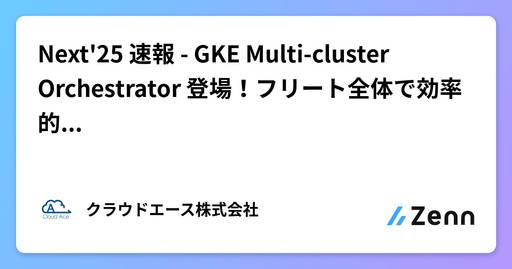 Next'25 速報 - GKE Multi-cluster
Orchestrator 登場！フリート全体で効率
的...
Cloud Ace
クラウドエース株式会社
Zenn